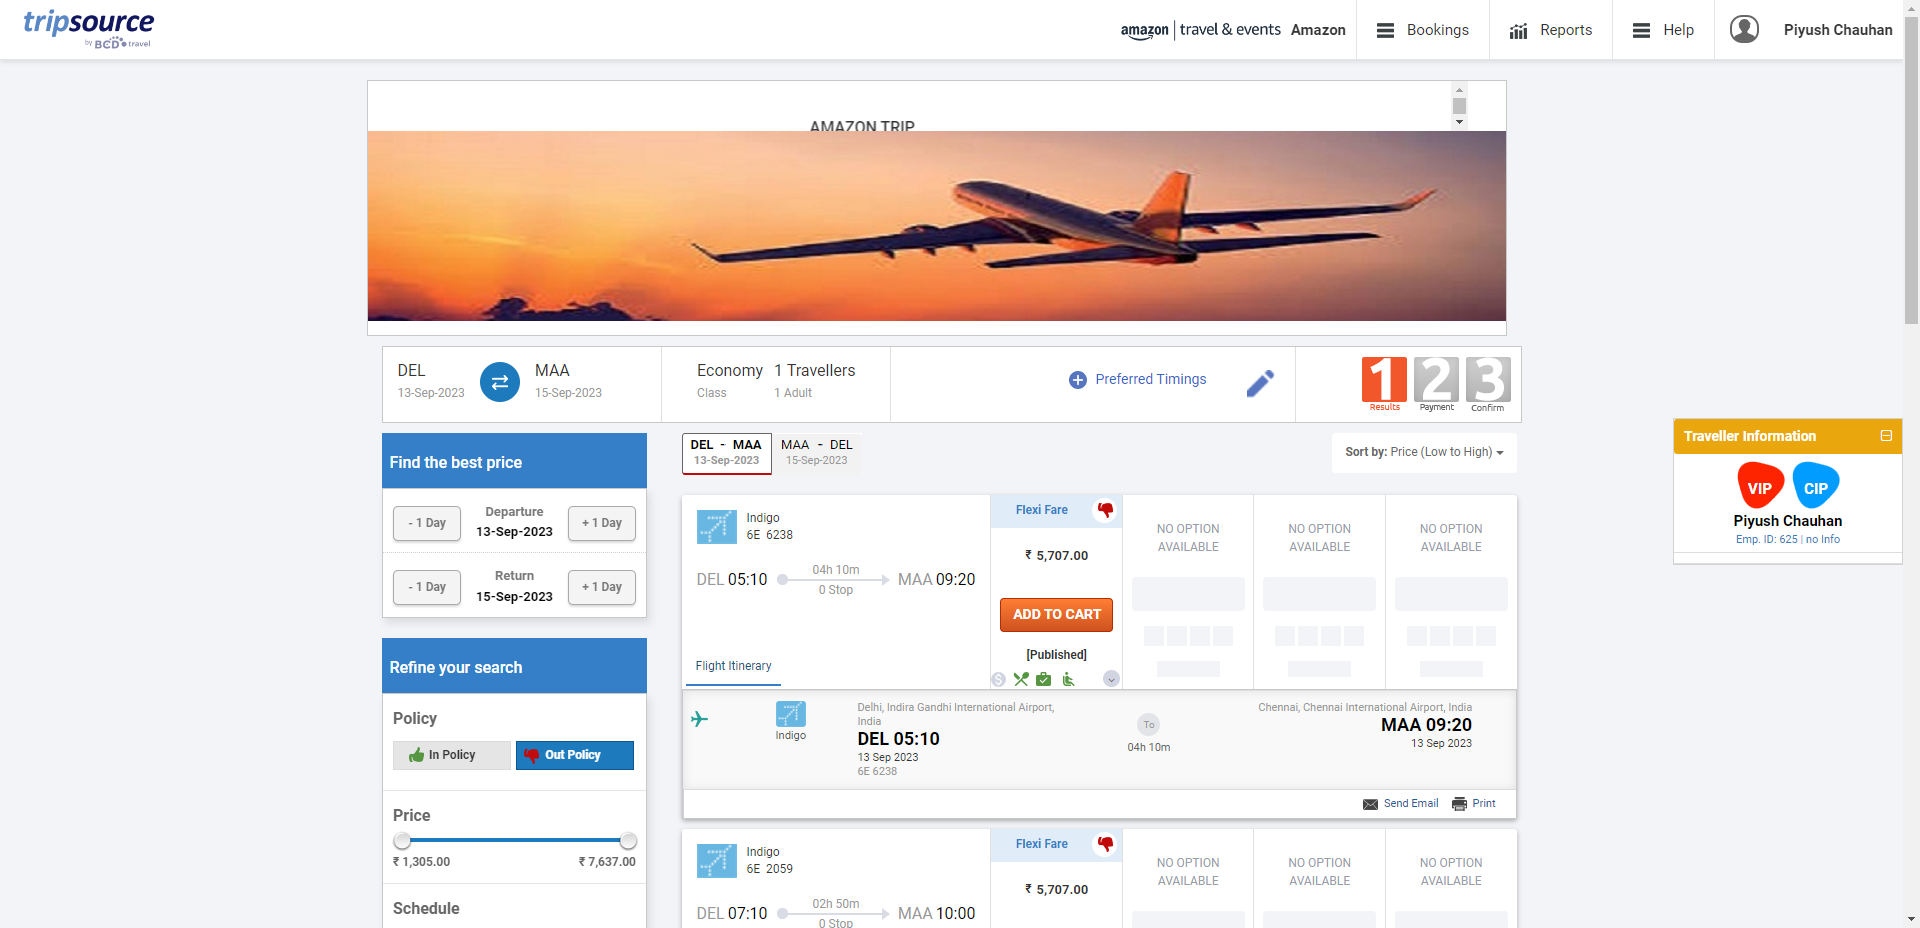 tripsource
by BCD travel
amazon | travel & events Amazon
Bookings
Reports
Help
Piyush Chauhan
AMAZON TRIP
DEL
13-Sep-2023
MAA
15-Sep-2023
Economy
Class
1 Travellers
1 Adult
Preferred Timings
1 2 3
Results Payment Confirm
Find the best price
- 1 Day
Departure
13-Sep-2023
+ 1 Day
- 1 Day
Return
15-Sep-2023
+ 1 Day
Refine your search
Policy
In Policy
Out Policy
Price
₹ 1,305.00 ₹ 7,637.00
Schedule
DEL - MAA
13-Sep-2023
MAA - DEL
15-Sep-2023
Sort by: Price (Low to High)
Indigo
6E 6238
DEL 05:10
04h 10m
0 Stop
MAA 09:20
Flight Itinerary
Flexi Fare
₹ 5,707.00
ADD TO CART
[Published]
NO OPTION
AVAILABLE
NO OPTION
AVAILABLE
NO OPTION
AVAILABLE
Indigo
Delhi, Indira Gandhi International Airport,
India
DEL 05:10
13 Sep 2023
6E 6238
To
04h 10m
Chennai, Chennai International Airport, India
MAA 09:20
13 Sep 2023
Send Email
Print
Indigo
6E 2059
DEL 07:10
02h 50m
0 Stop
MAA 10:00
Flexi Fare
₹ 5,707.00
NO OPTION
AVAILABLE
NO OPTION
AVAILABLE
NO OPTION
AVAILABLE
Traveller Information
VIP CIP
Piyush Chauhan
Emp. ID: 625 | no Info